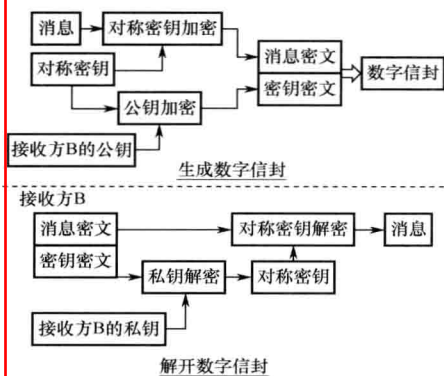 消息
对称密钥加密
对称密钥
消息密文
密钥密文
数字信封
公钥加密
接收方B的公钥
生成数字信封
接收方B
消息密文
对称密钥解密
消息
密钥密文
私钥解密
对称密钥
接收方B的私钥
解开数字信封